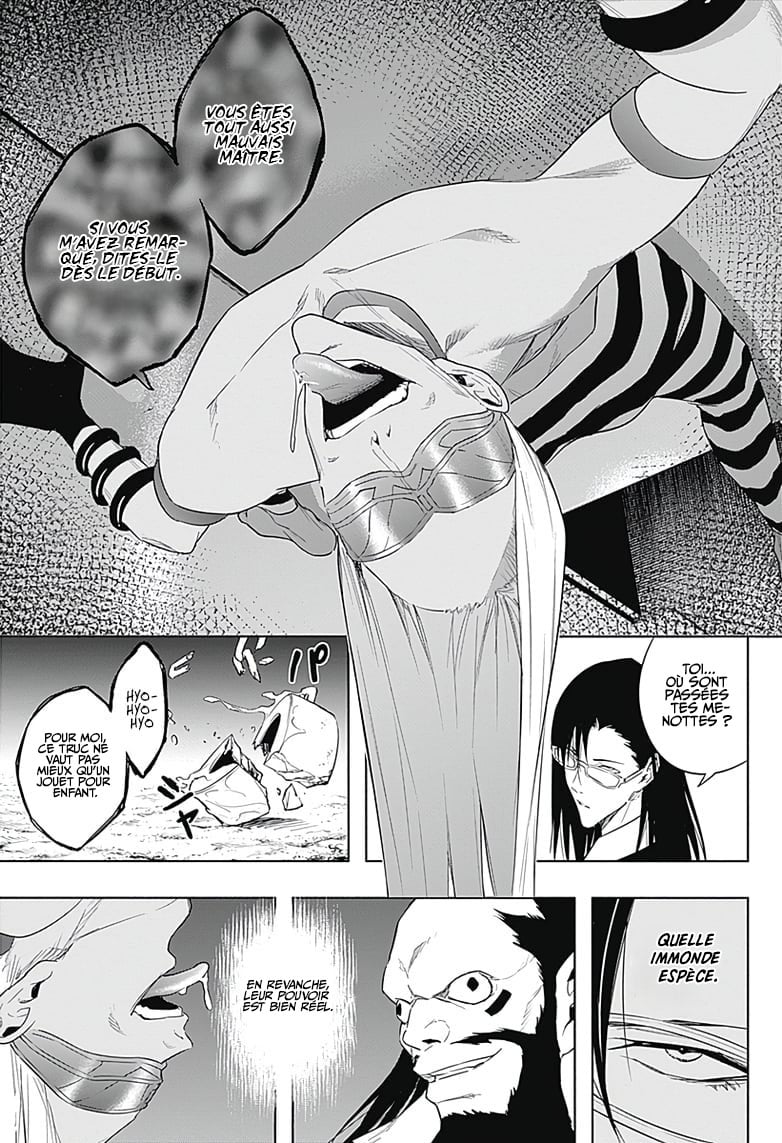 VOUS ÊTES
TOUT AUSSI
MAUVAIS
MAÎTRE.
SI VOUS
M'AVEZ REMAR-
QUÉ, DITES-LE
DÈS LE DÉBUT.
TOI...
OÙ SONT
PASSÉES
TES ME-
NOTTES ?
HYO-
HYO-
HYO
POUR MOI,
CE TRUC NE
VAUT PAS
MIEUX QU'UN
JOUET POUR
ENFANT.
QUELLE
IMMONDE
ESPÈCE.
EN REVANCHE,
LEUR POUVOIR
EST BIEN RÉEL.